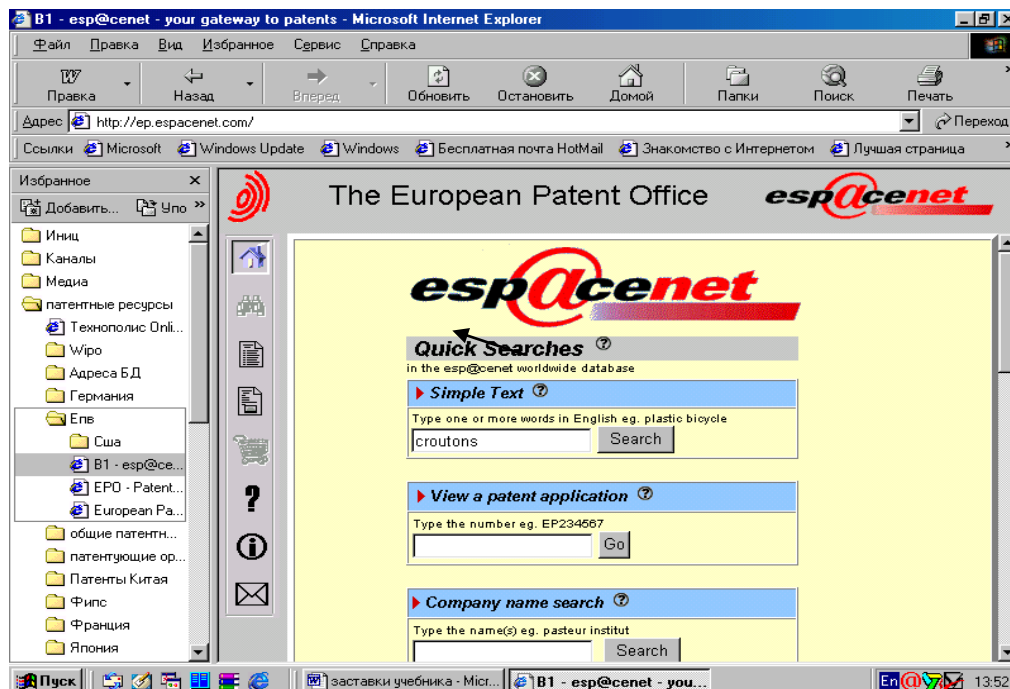 B1 - esp@cenet - your gateway to patents - Microsoft Internet Explorer
Файл Правка Вид Избранное Сервис Справка
Правка Назад Вперед Обновить Остановить Домой Папки Поиск Печать
Адрес http://ep.espacenet.com/ Переход
Ссылки Microsoft Windows Update Windows Бесплатная почта HotMail Знакомство с Интернетом Лучшая страница
Избранное
Добавить... Упо
Иниц
Каналы
Медиа
патентные ресурсы
Технополис Onli...
Wipo
Адреса БД
Германия
Епв
Сша
B1 - esp@ce...
EPO - Patent...
European Pa...
общие патентн...
патентующие ор...
Патенты Китая
Фипс
Франция
Япония
The European Patent Office esp@cenet
esp@cenet
Quick Searches ?
in the esp@cenet worldwide database
Simple Text ?
Type one or more words in English eg. plastic bicycle
croutons Search
View a patent application ?
Type the number eg. EP234567
Go
Company name search ?
Type the name(s) eg. pasteur institut
Search
Пуск заставки учебника - Micr... B1 - esp@cenet - you... En 13:52